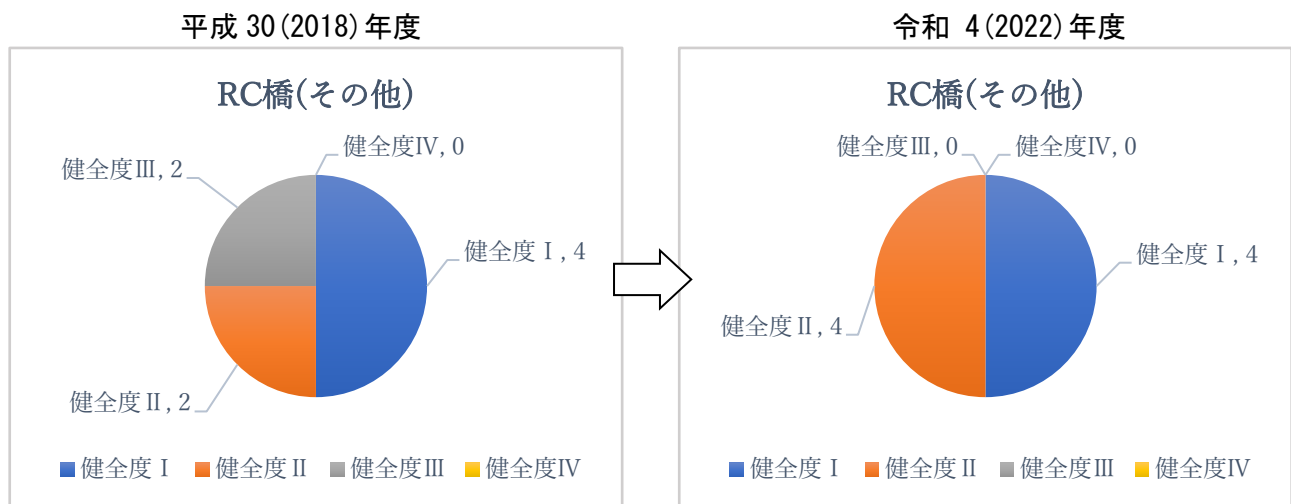 平成 30(2018)年度
RC橋(その他)
健全度Ⅳ, 0
健全度Ⅲ, 2
健全度Ⅰ, 4
健全度Ⅱ, 2
健全度Ⅰ 健全度Ⅱ 健全度Ⅲ 健全度Ⅳ
令和 4(2022)年度
RC橋(その他)
健全度Ⅲ, 0
健全度Ⅳ, 0
健全度Ⅰ, 4
健全度Ⅱ, 4
健全度Ⅰ 健全度Ⅱ 健全度Ⅲ 健全度Ⅳ